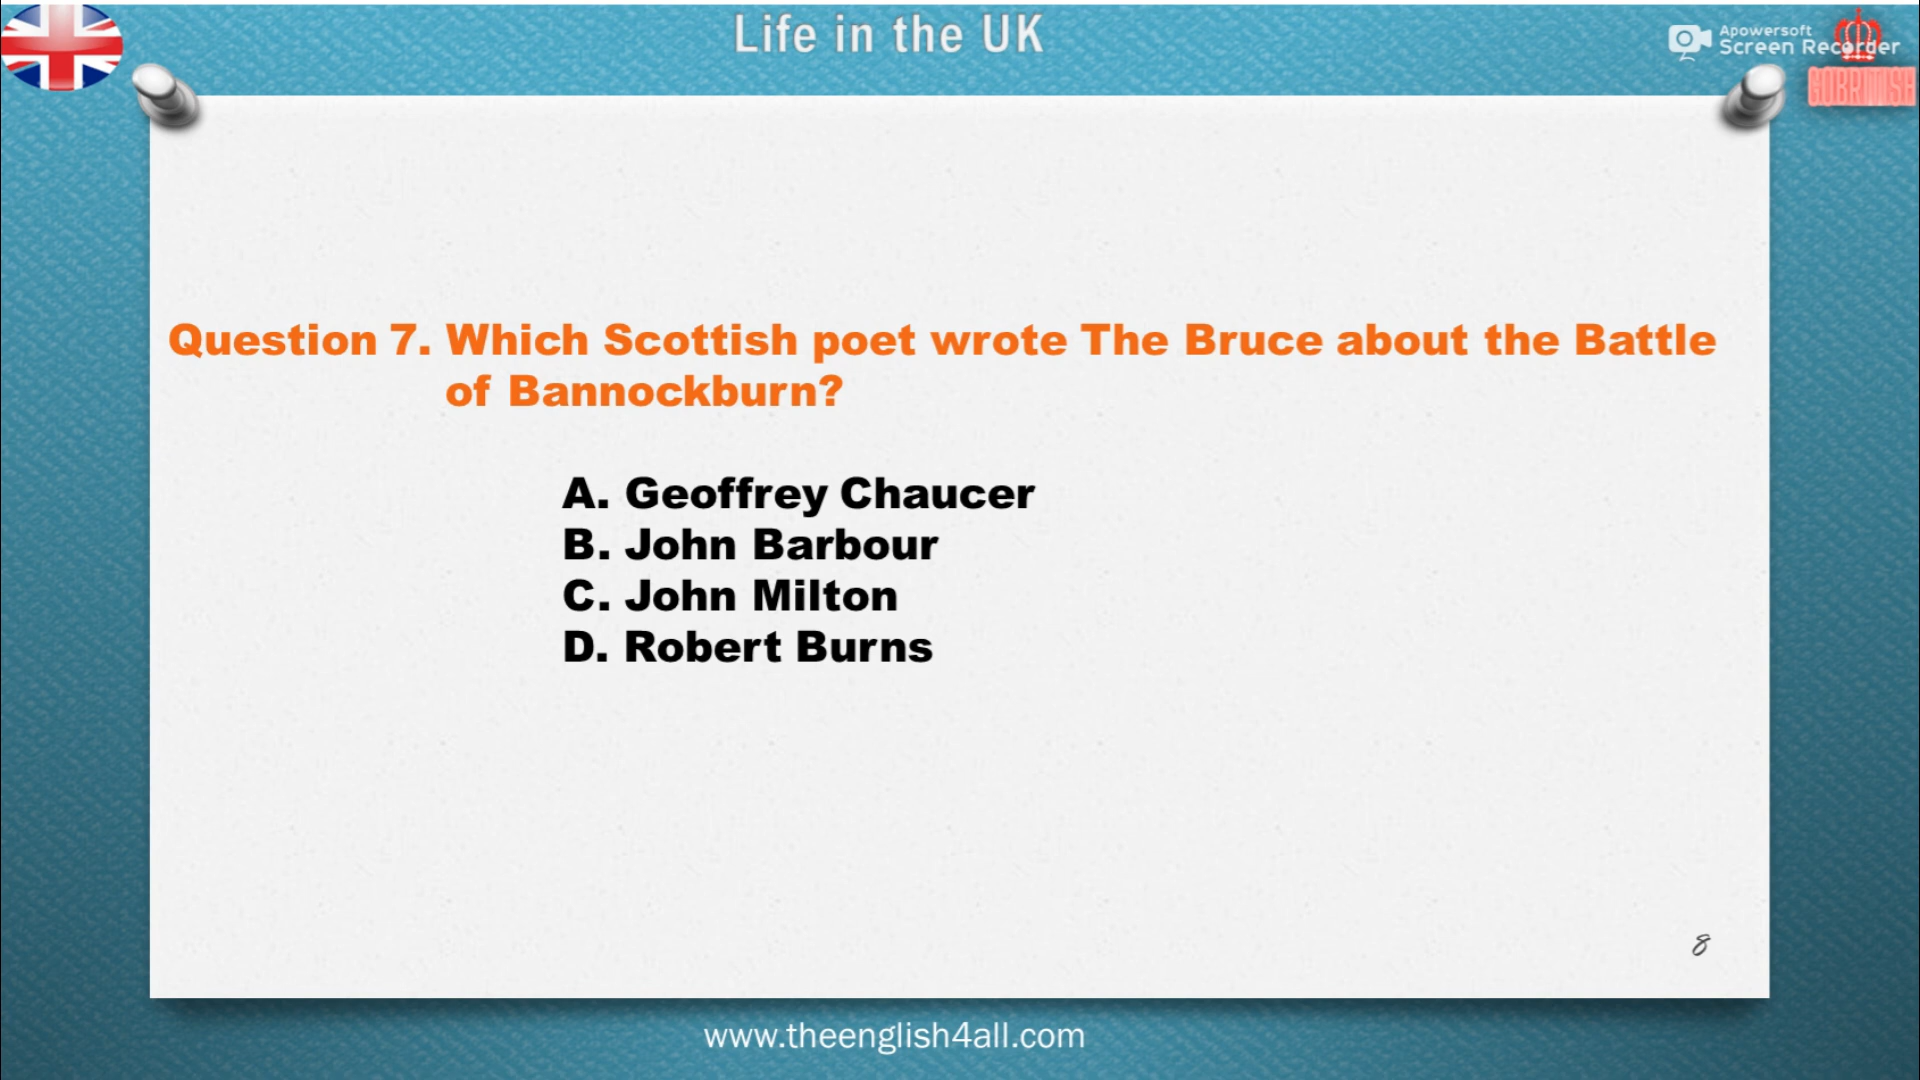 Life in the UK
Apowersoft
Screen Recorder
GOBRITISH
Question 7. Which Scottish poet wrote The Bruce about the Battle
of Bannockburn?
A. Geoffrey Chaucer
B. John Barbour
C. John Milton
D. Robert Burns
8
www.theenglish4all.com